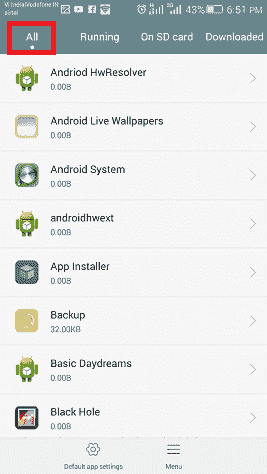 Vi India|Vodafone IN
airtel
43% 6:51 PM
All Running On SD card Downloaded
Andriod HwResolver
0.00B
Android Live Wallpapers
0.00B
Android System
0.00B
androidhwext
0.00B
App Installer
0.00B
Backup
32.00KB
Basic Daydreams
0.00B
Black Hole
0.00B
Default app settings
Menu